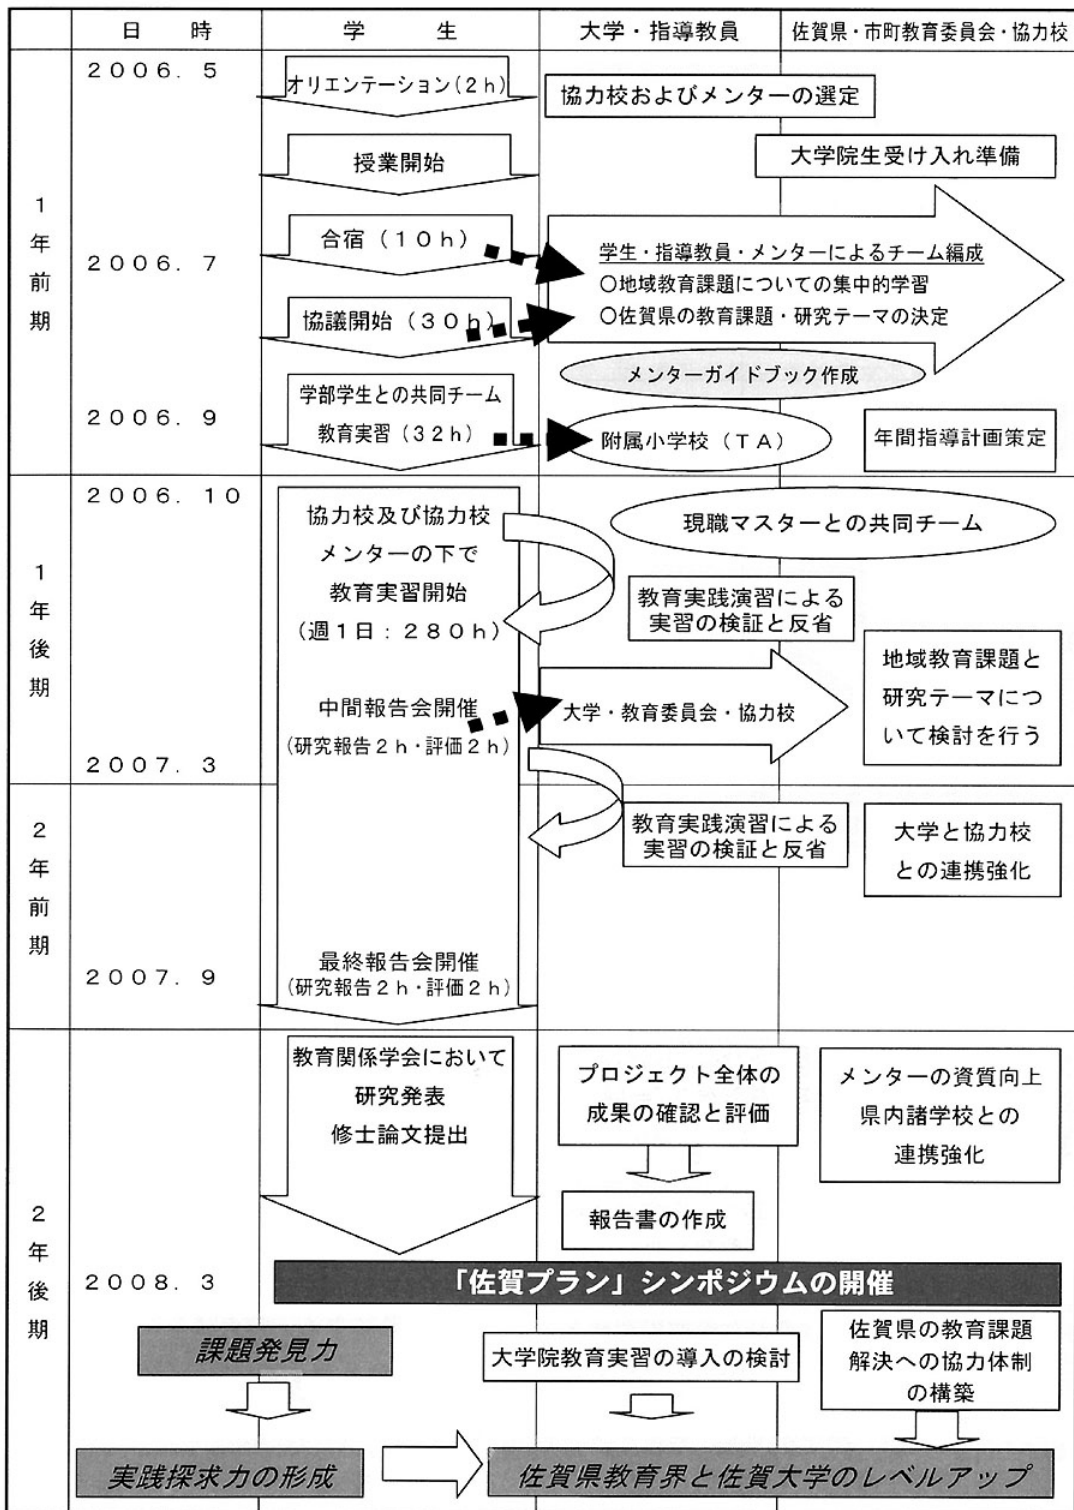 日 時
学 生
大学・指導教員
佐賀県・市町教育委員会・協力校
1年前期
2006.5
オリエンテーション(2h)
協力校およびメンターの選定
授業開始
大学院生受け入れ準備
2006.7
合宿(10h)
学生・指導教員・メンターによるチーム編成
○地域教育課題についての集中的学習
○佐賀県の教育課題・研究テーマの決定
協議開始(30h)
メンターガイドブック作成
2006.9
学部学生との共同チーム
教育実習(32h)
附属小学校(TA)
年間指導計画策定
1年後期
2006.10
協力校及び協力校
メンターの下で
教育実習開始
(週1日:280h)
現職マスターとの共同チーム
教育実践演習による
実習の検証と反省
中間報告会開催
(研究報告2h・評価2h)
大学・教育委員会・協力校
地域教育課題と
研究テーマにつ
いて検討を行う
2007.3
2年前期
教育実践演習による
実習の検証と反省
大学と協力校
との連携強化
2007.9
最終報告会開催
(研究報告2h・評価2h)
2年後期
教育関係学会において
研究発表
修士論文提出
プロジェクト全体の
成果の確認と評価
メンターの資質向上
県内諸学校との
連携強化
報告書の作成
2008.3
「佐賀プラン」シンポジウムの開催
課題発見力
大学院教育実習の導入の検討
佐賀県の教育課題
解決への協力体制
の構築
実践探求力の形成
佐賀県教育界と佐賀大学のレベルアップ